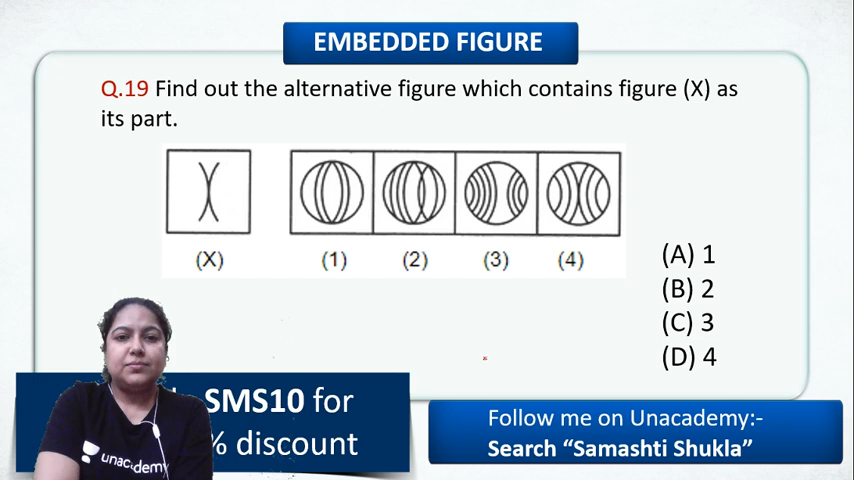 EMBEDDED FIGURE
Q.19 Find out the alternative figure which contains figure (X) as
its part.
(X) (1) (2) (3) (4)
(A) 1
(B) 2
(C) 3
(D) 4
SMS10 for
% discount
unacademy
Follow me on Unacademy:-
Search “Samashti Shukla”